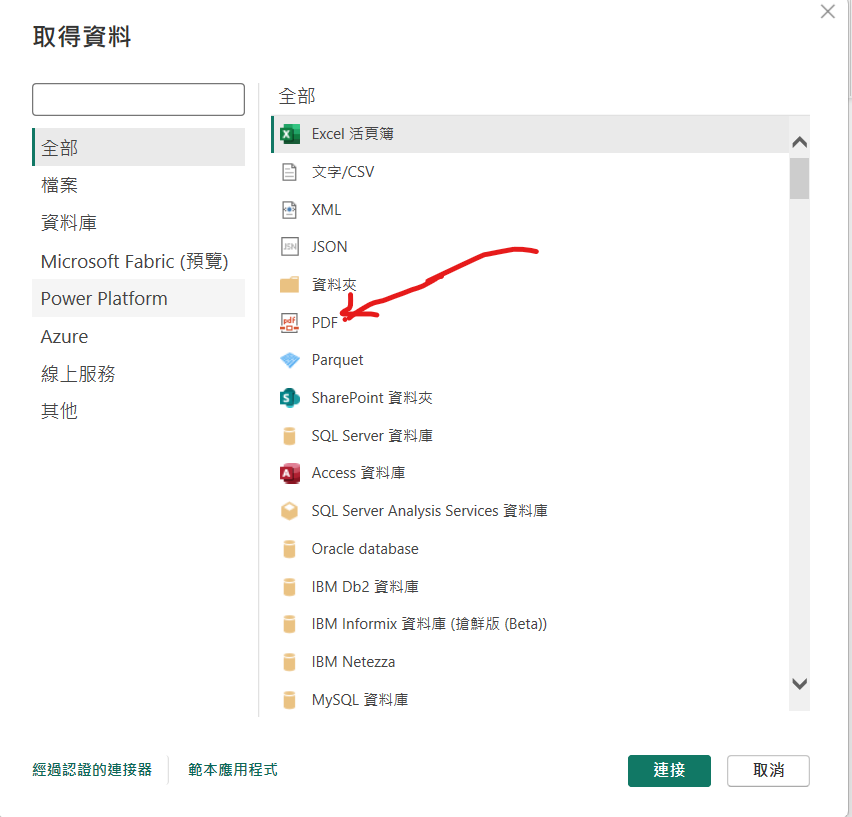 取得資料
全部
檔案
資料庫
Microsoft Fabric (預覽)
Power Platform
Azure
線上服務
其他
全部
Excel 活頁簿
文字/CSV
XML
JSON
資料夾
PDF
Parquet
SharePoint 資料夾
SQL Server 資料庫
Access 資料庫
SQL Server Analysis Services 資料庫
Oracle database
IBM Db2 資料庫
IBM Informix 資料庫 (搶鮮版 (Beta))
IBM Netezza
MySQL 資料庫
經過認證的連接器
範本應用程式
連接
取消